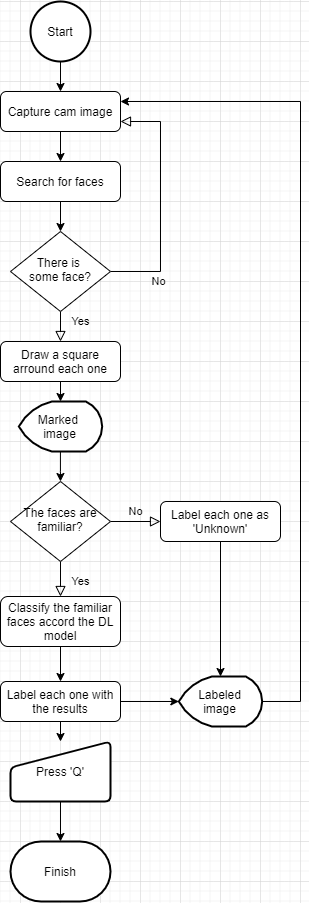 Start
Capture cam image
Search for faces
There is
some face?
No
Yes
Draw a square
arround each one
Marked
image
The faces are
familiar?
No
Label each one as
'Unknown'
Yes
Classify the familiar
faces accord the DL
model
Label each one with
the results
Labeled
image
Press 'Q'
Finish